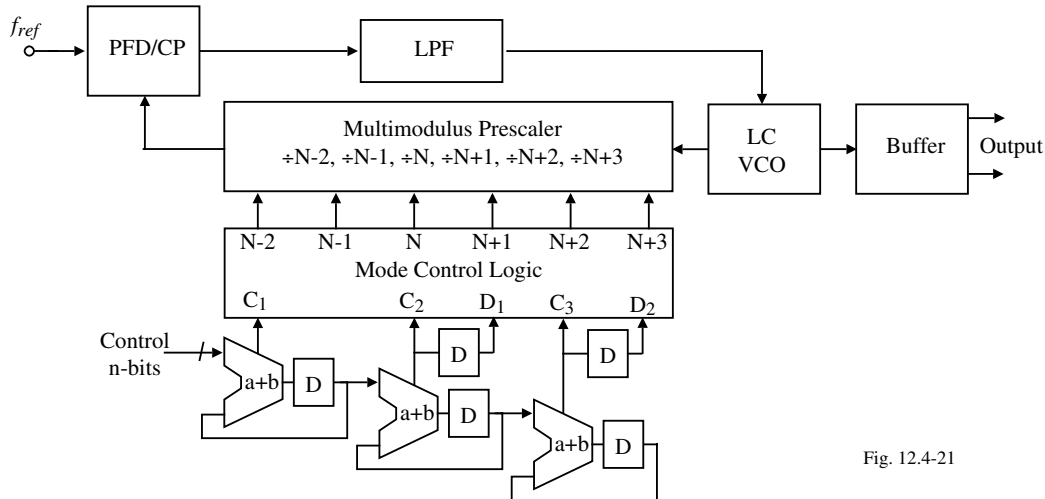 f_ref
PFD/CP
LPF
Multimodulus Prescaler
÷N-2, ÷N-1, ÷N, ÷N+1, ÷N+2, ÷N+3
LC
VCO
Buffer
Output
N-2 N-1 N N+1 N+2 N+3
Mode Control Logic
C1 C2 D1 C3 D2
Control
n-bits
D
D
a+b
D
a+b
D
a+b
D
Fig. 12.4-21